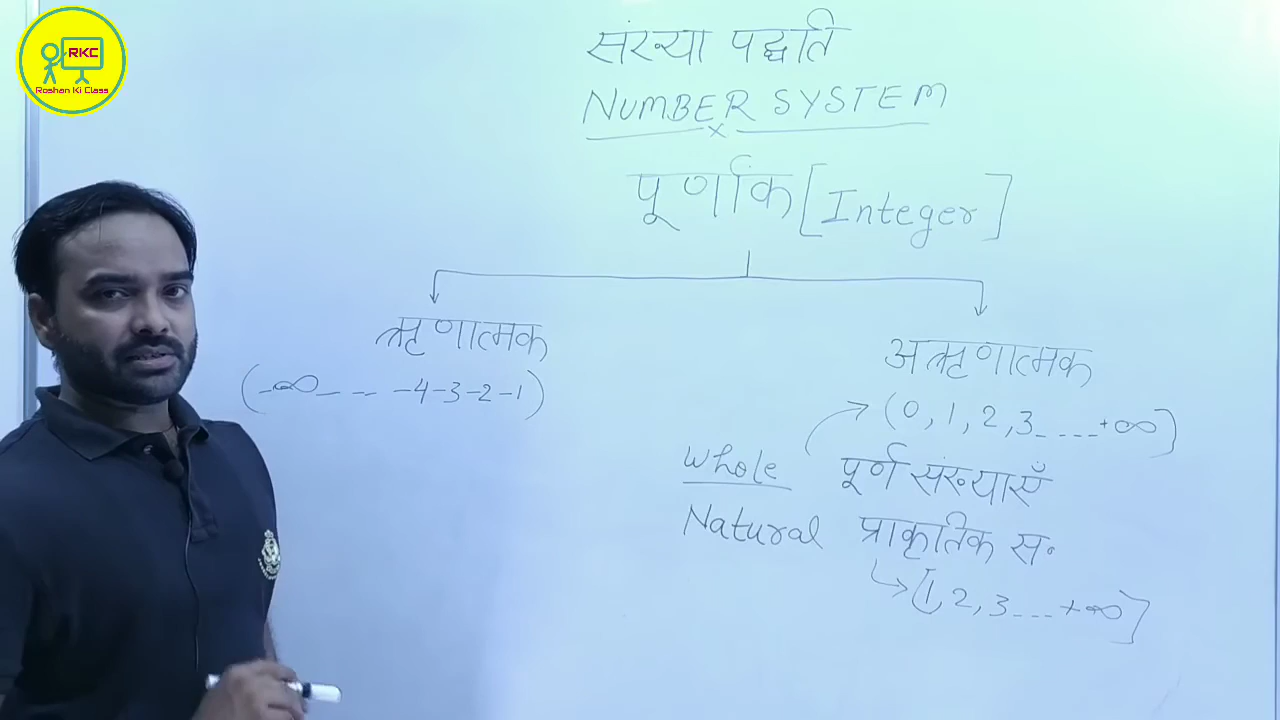 RKC
Roshan Ki Class
संख्या पद्धति
NUMBER SYSTEM
x
पूर्णांक [Integer]
ऋणात्मक
(-∞ - -- -4-3-2-1)
अऋणात्मक
(0, 1, 2, 3 - - - - +∞)
Whole पूर्ण संख्याएँ
Natural प्राकृतिक स.
[1, 2, 3 - - - +∞]